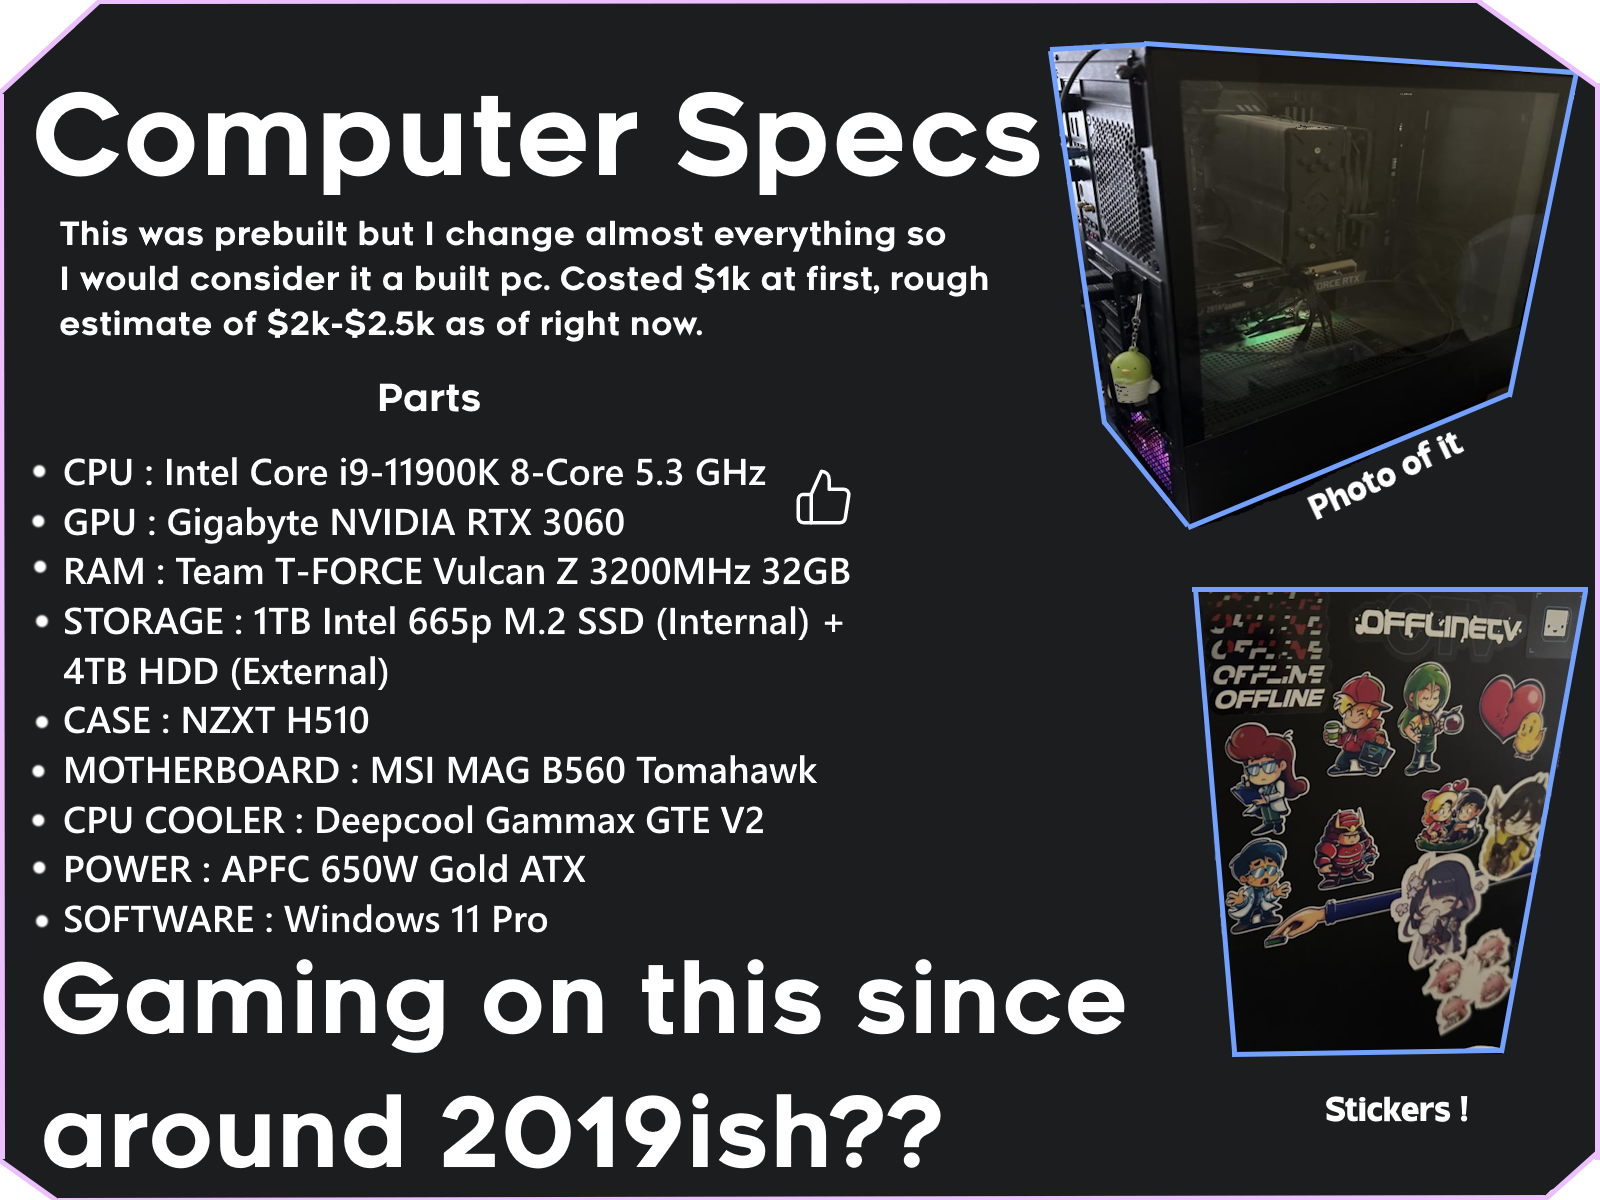 Computer Specs
This was prebuilt but I change almost everything so
I would consider it a built pc. Costed $1k at first, rough
estimate of $2k-$2.5k as of right now.
Parts
CPU : Intel Core i9-11900K 8-Core 5.3 GHz
GPU : Gigabyte NVIDIA RTX 3060
RAM : Team T-FORCE Vulcan Z 3200MHz 32GB
STORAGE : 1TB Intel 665p M.2 SSD (Internal) +
4TB HDD (External)
CASE : NZXT H510
MOTHERBOARD : MSI MAG B560 Tomahawk
CPU COOLER : Deepcool Gammax GTE V2
POWER : APFC 650W Gold ATX
SOFTWARE : Windows 11 Pro
Gaming on this since
around 2019ish??
FORCE RTX
Photo of it
OFFLINETV
OFFLINE
OFFLINE
Stickers !